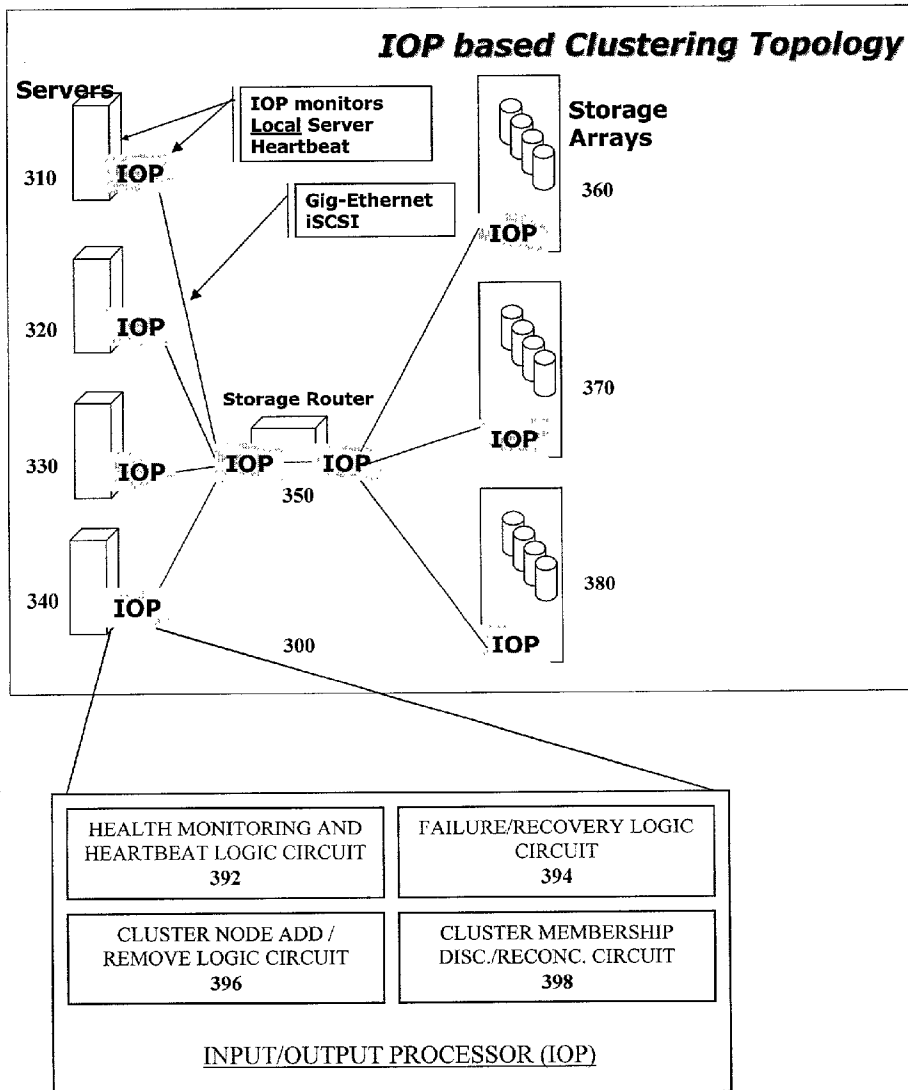 IOP based Clustering Topology
Servers
IOP monitors
Local Server
Heartbeat
Storage
Arrays
310
IOP
360
Gig-Ethernet
iSCSI
IOP
320
IOP
370
Storage Router
330
IOP
IOP
IOP
IOP
350
340
IOP
380
300
IOP
HEALTH MONITORING AND
HEARTBEAT LOGIC CIRCUIT
392
FAILURE/RECOVERY LOGIC
CIRCUIT
394
CLUSTER NODE ADD /
REMOVE LOGIC CIRCUIT
396
CLUSTER MEMBERSHIP
DISC./RECONC. CIRCUIT
398
INPUT/OUTPUT PROCESSOR (IOP)